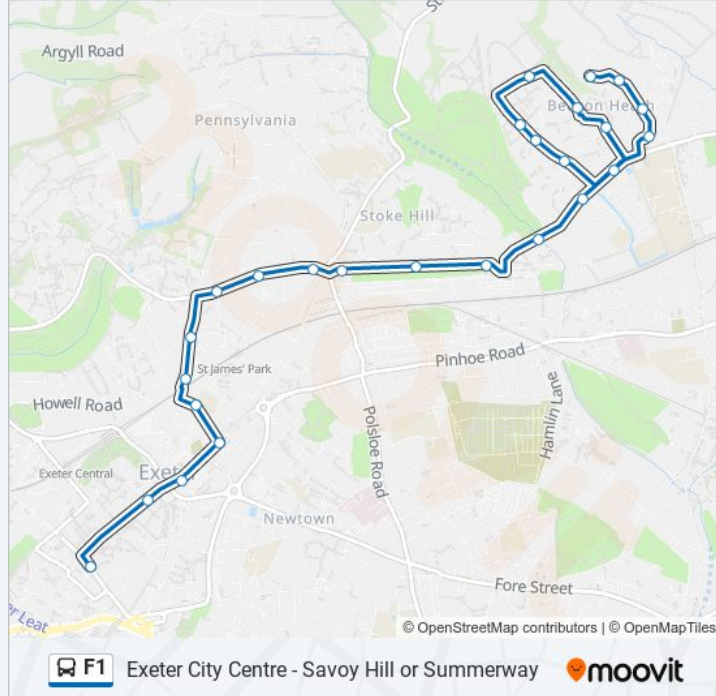 Argyll Road
Pennsylvania
Stoke Hill
St James' Park
Pinhoe Road
Howell Road
Hamlin Lane
Polsloe Road
Exeter Central
Newtown
Fore Street
Leat
© OpenStreetMap contributors | © OpenMapTiles
F1 Exeter City Centre - Savoy Hill or Summerway moovit